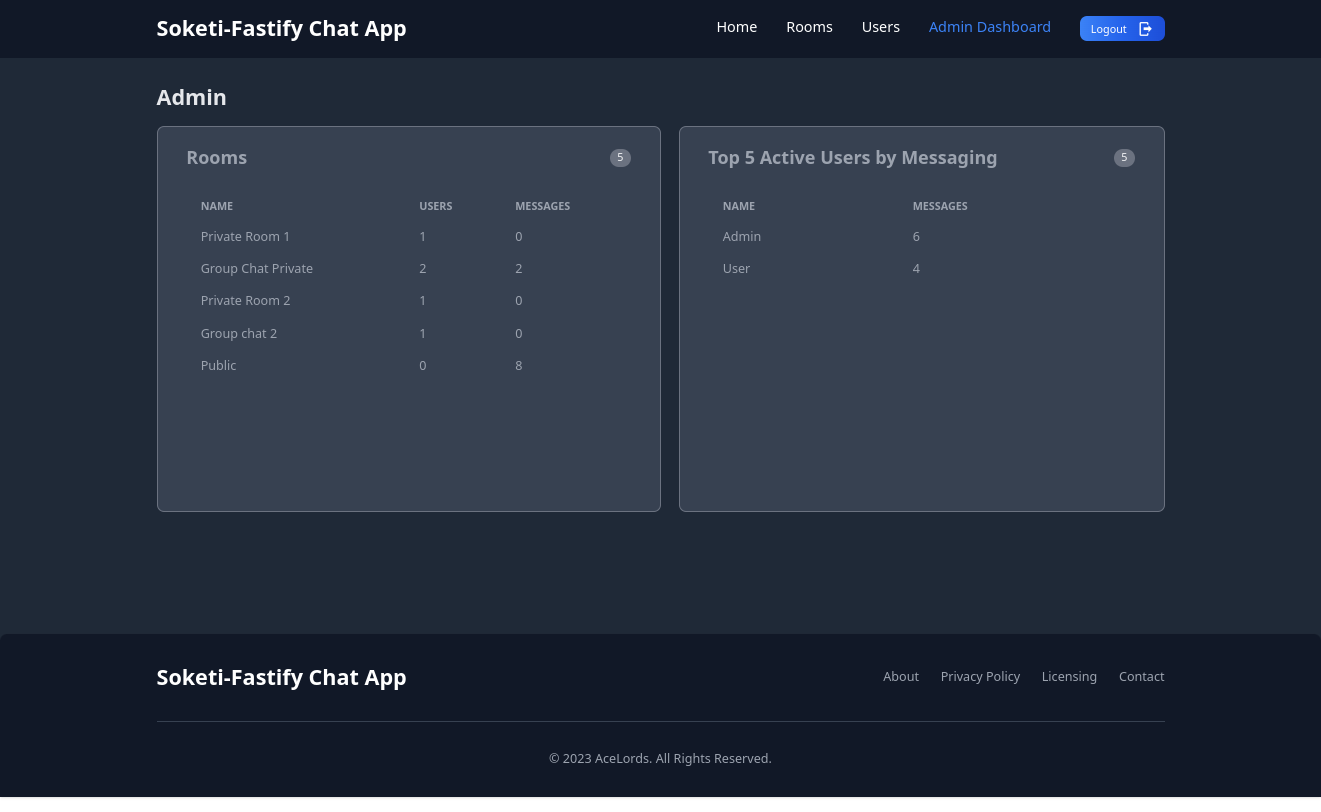 Soketi-Fastify Chat App Home Rooms Users Admin Dashboard Logout
Admin
Rooms 5
NAME USERS MESSAGES
Private Room 1 1 0
Group Chat Private 2 2
Private Room 2 1 0
Group chat 2 1 0
Public 0 8
Top 5 Active Users by Messaging 5
NAME MESSAGES
Admin 6
User 4
Soketi-Fastify Chat App About Privacy Policy Licensing Contact
© 2023 AceLords. All Rights Reserved.